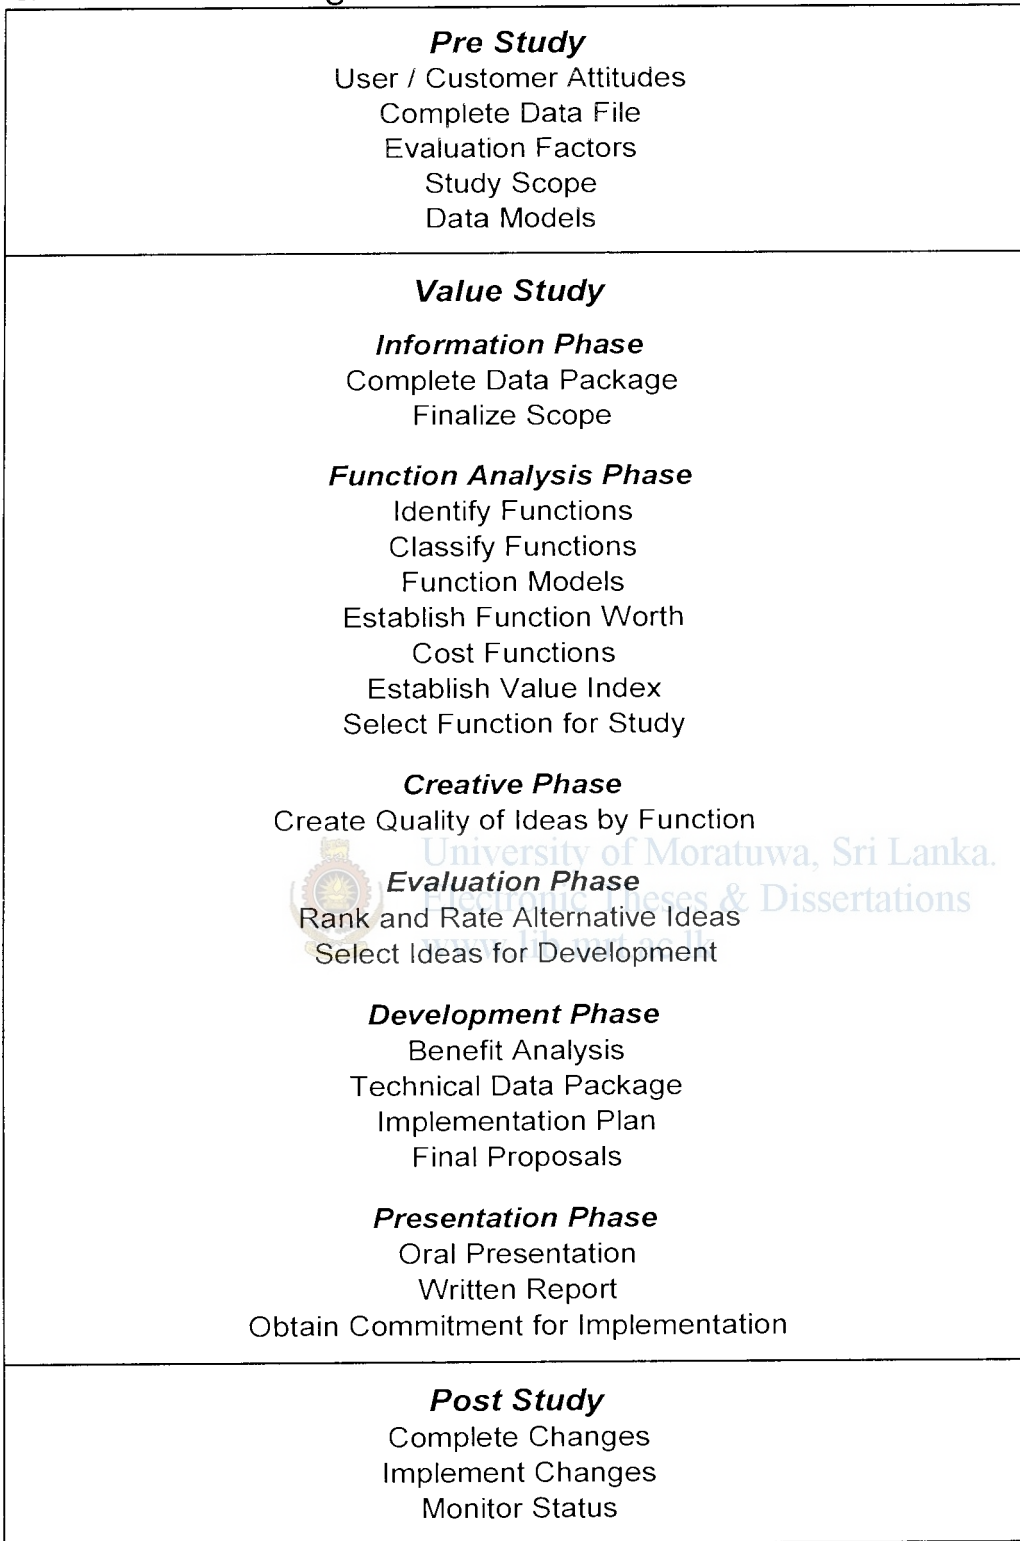 Pre Study
User / Customer Attitudes
Complete Data File
Evaluation Factors
Study Scope
Data Models
Value Study
Information Phase
Complete Data Package
Finalize Scope
Function Analysis Phase
Identify Functions
Classify Functions
Function Models
Establish Function Worth
Cost Functions
Establish Value Index
Select Function for Study
Creative Phase
Create Quality of Ideas by Function
University of Moratuwa, Sri Lanka.
Evaluation Phase
Electronic Theses & Dissertations
Rank and Rate Alternative Ideas
www.lib.mrt.ac.lk
Select Ideas for Development
Development Phase
Benefit Analysis
Technical Data Package
Implementation Plan
Final Proposals
Presentation Phase
Oral Presentation
Written Report
Obtain Commitment for Implementation
Post Study
Complete Changes
Implement Changes
Monitor Status